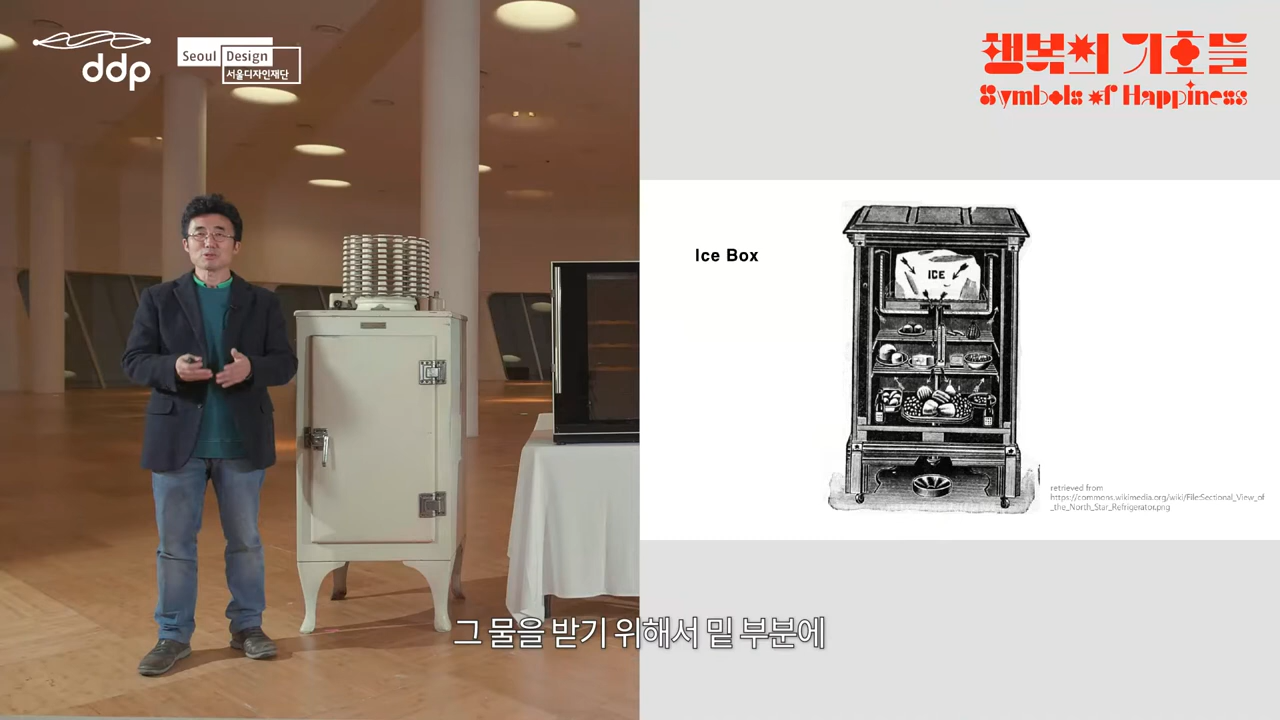 ddp
Seoul Design
서울디자인재단
행복의 기호들
Symbols of Happiness
Ice Box
ICE
retrieved from
https://commons.wikimedia.org/wiki/File:Sectional_View_of
_the_North_Star_Refrigerator.png
그 물을 받기 위해서 밑 부분에